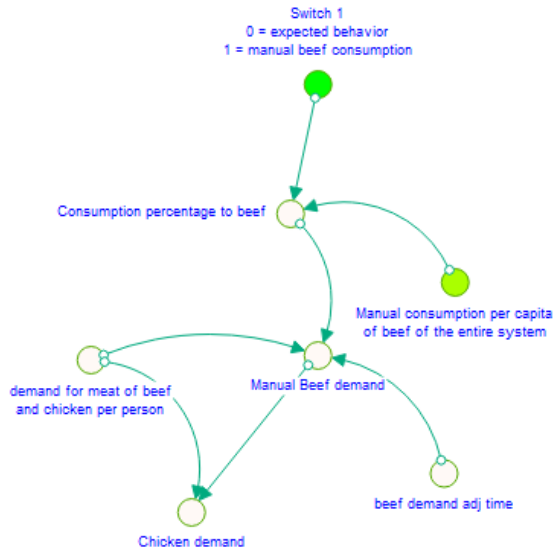 Switch 1
0 = expected behavior
1 = manual beef consumption
Consumption percentage to beef
Manual consumption per capita
of beef of the entire system
Manual Beef demand
demand for meat of beef
and chicken per person
beef demand adj time
Chicken demand